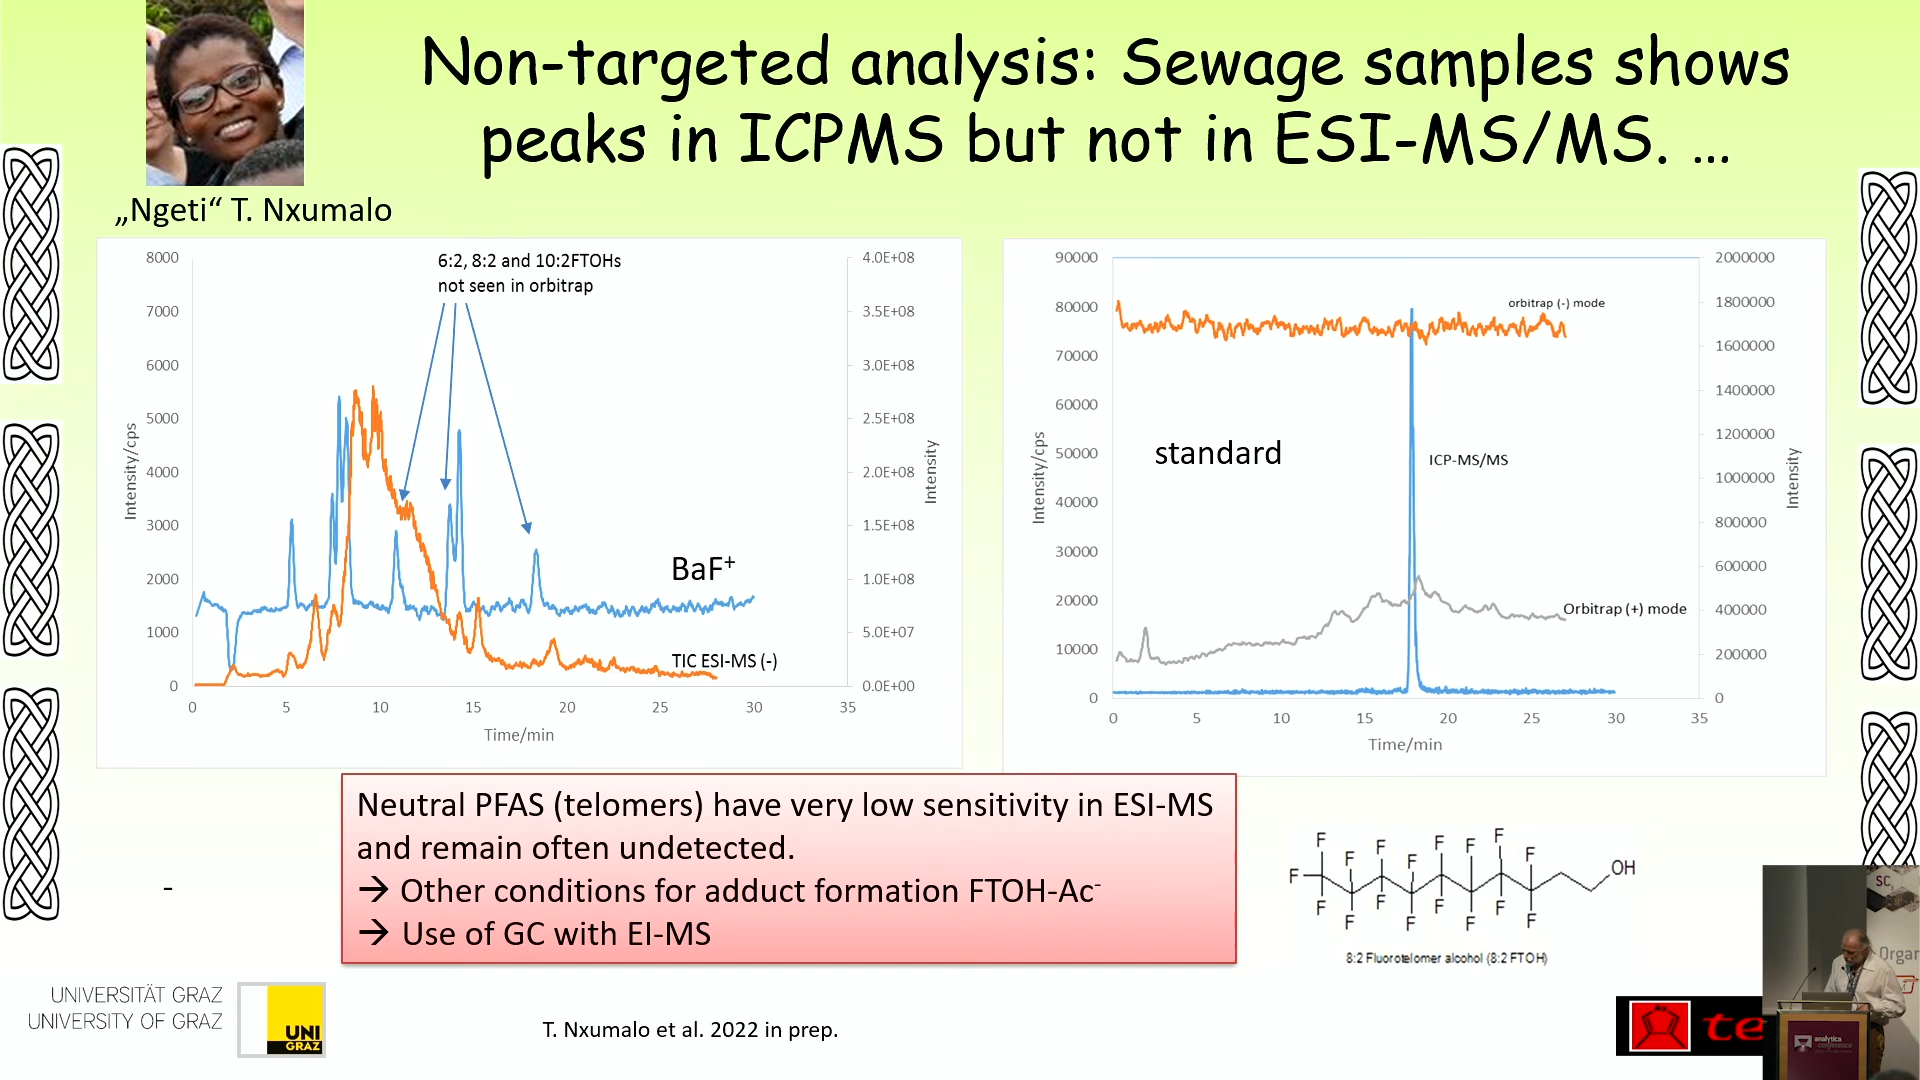 Non-targeted analysis: Sewage samples shows
peaks in ICPMS but not in ESI-MS/MS. ...
„Ngeti“ T. Nxumalo
6:2, 8:2 and 10:2FTOHs
not seen in orbitrap
8000
7000
6000
5000
4000
3000
2000
1000
0
Intensity/cps
4.0E+08
3.5E+08
3.0E+08
2.5E+08
2.0E+08
1.5E+08
1.0E+08
5.0E+07
0.0E+00
Intensity
BaF⁺
TIC ESI-MS (-)
0 5 10 15 20 25 30 35
Time/min
90000
80000
70000
60000
50000
40000
30000
20000
10000
0
Intensity/cps
2000000
1800000
1600000
1400000
1200000
1000000
800000
600000
400000
200000
0
Intensity
orbitrap (-) mode
standard
ICP-MS/MS
Orbitrap (+) mode
0 5 10 15 20 25 30 35
Time/min
Neutral PFAS (telomers) have very low sensitivity in ESI-MS
and remain often undetected.
→ Other conditions for adduct formation FTOH-Ac⁻
→ Use of GC with EI-MS
-
F F F F F F F F
F OH
F F F F F F F F
8:2 Fluorotelomer alcohol (8:2 FTOH)
UNIVERSITÄT GRAZ
UNIVERSITY OF GRAZ
UNI
GRAZ
T. Nxumalo et al. 2022 in prep.
te
SC
Organ
analytica
conference